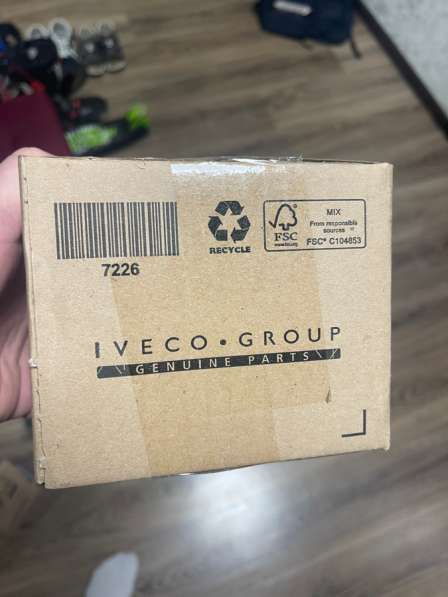 7226
RECYCLE
FSC
www.fsc.org
MIX
From responsible
sources
FSC® C104853
IVECO • GROUP
GENUINE PARTS